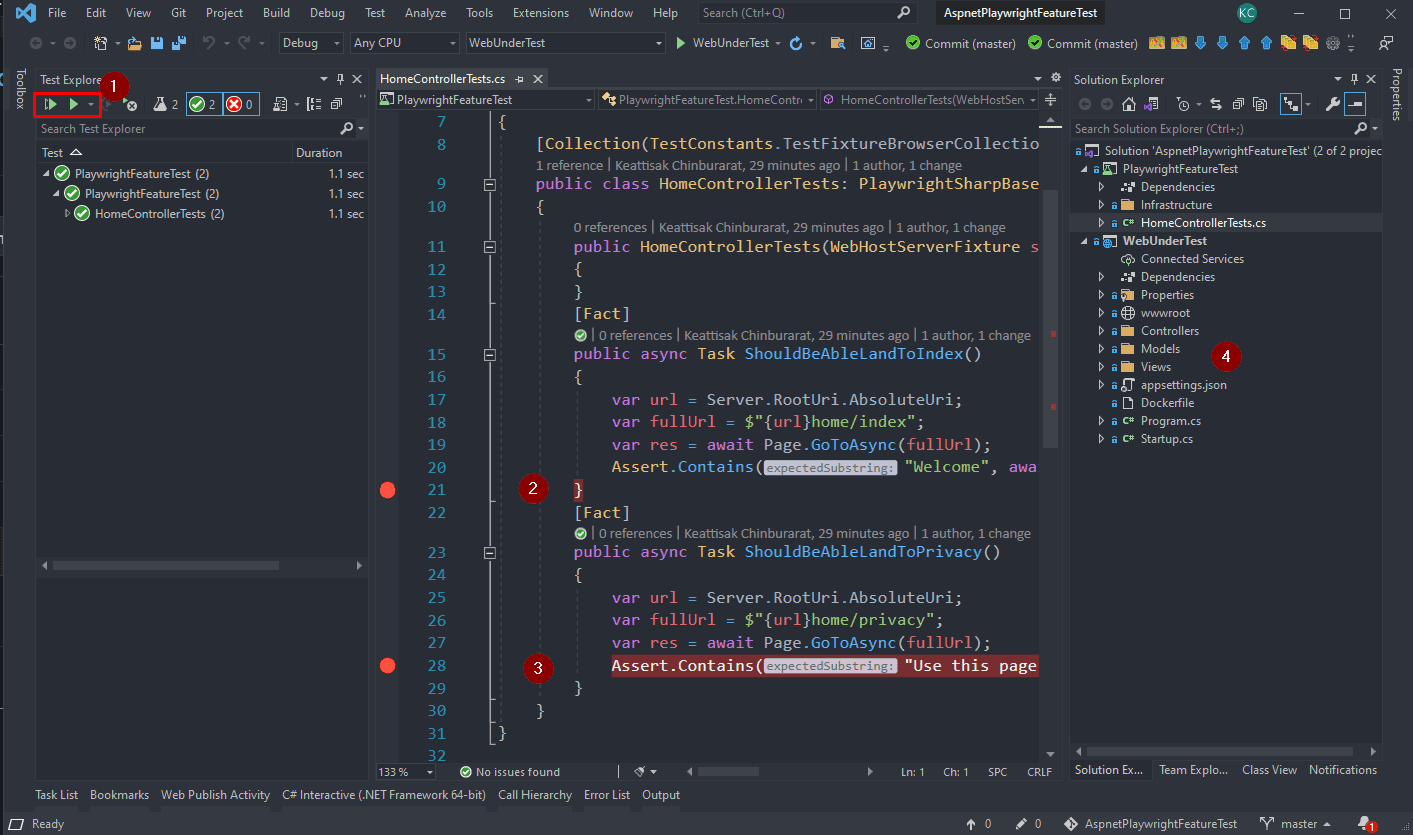 File Edit View Git Project Build Debug Test Analyze Tools Extensions Window Help Search (Ctrl+Q) AspnetPlaywrightFeatureTest KC
Debug Any CPU WebUnderTest WebUnderTest Commit (master) Commit (master)
Toolbox
Test Explore
1
2 2 0
Search Test Explorer
Test Duration
PlaywrightFeatureTest (2) 1.1 sec
PlaywrightFeatureTest (2) 1.1 sec
HomeControllerTests (2) 1.1 sec
HomeControllerTests.cs
PlaywrightFeatureTest PlaywrightFeatureTest.HomeContro HomeControllerTests(WebHostServ
7 {
8 [Collection(TestConstants.TestFixtureBrowserCollectio
1 reference | Keattisak Chinburarat, 29 minutes ago | 1 author, 1 change
9 public class HomeControllerTests: PlaywrightSharpBase
10 {
0 references | Keattisak Chinburarat, 29 minutes ago | 1 author, 1 change
11 public HomeControllerTests(WebHostServerFixture s
12 {
13 }
14 [Fact]
0 references | Keattisak Chinburarat, 29 minutes ago | 1 author, 1 change
15 public async Task ShouldBeAbleLandToIndex()
16 {
17 var url = Server.RootUri.AbsoluteUri;
18 var fullUrl = $"{url}home/index";
19 var res = await Page.GoToAsync(fullUrl);
20 Assert.Contains(expectedSubstring: "Welcome", awa
21 2 }
22 [Fact]
0 references | Keattisak Chinburarat, 29 minutes ago | 1 author, 1 change
23 public async Task ShouldBeAbleLandToPrivacy()
24 {
25 var url = Server.RootUri.AbsoluteUri;
26 var fullUrl = $"{url}home/privacy";
27 var res = await Page.GoToAsync(fullUrl);
28 3 Assert.Contains(expectedSubstring: "Use this page
29 }
30 }
31 }
32
133 % No issues found Ln: 1 Ch: 1 SPC CRLF
Solution Explorer
Search Solution Explorer (Ctrl+;)
Solution 'AspnetPlaywrightFeatureTest' (2 of 2 projec
PlaywrightFeatureTest
Dependencies
Infrastructure
C# HomeControllerTests.cs
WebUnderTest
Connected Services
Dependencies
Properties
wwwroot
Controllers
Models
4
Views
appsettings.json
Dockerfile
C# Program.cs
C# Startup.cs
Solution Ex... Team Explo... Class View Notifications
Properties
Task List Bookmarks Web Publish Activity C# Interactive (.NET Framework 64-bit) Call Hierarchy Error List Output
Ready 0 0 AspnetPlaywrightFeatureTest master 1